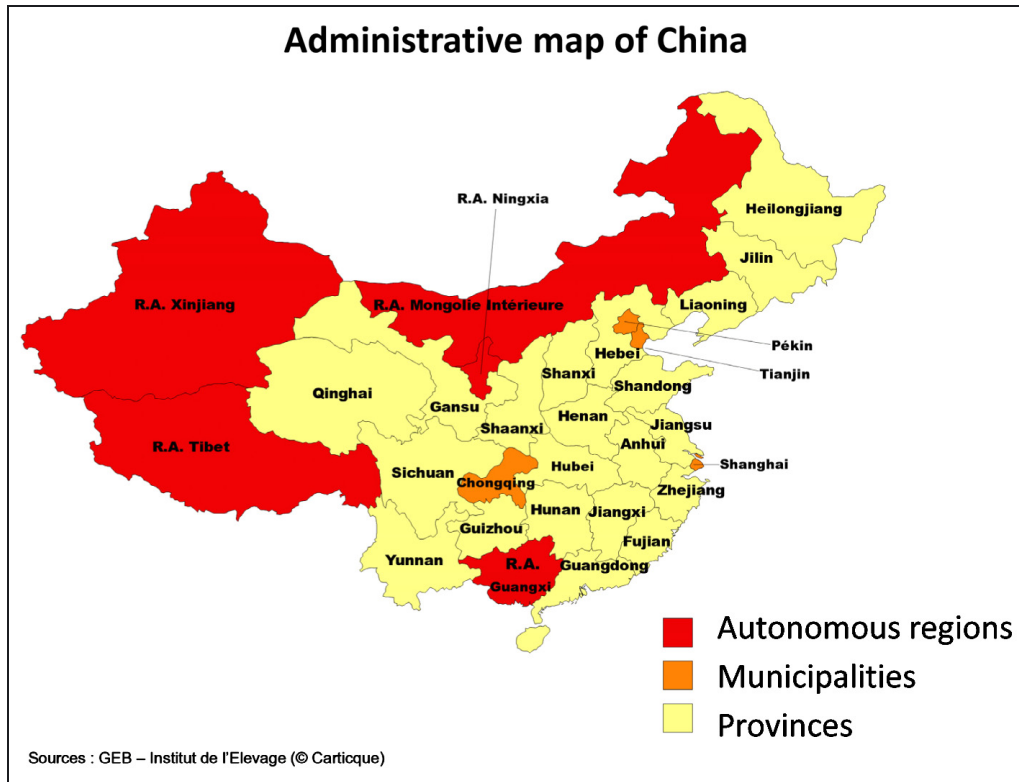 Administrative map of China
R.A. Ningxia
Heilongjiang
Jilin
R.A. Xinjiang
R.A. Mongolie Intérieure
Liaoning
Pékin
Hebei
Tianjin
Shanxi
Shandong
Qinghai
Gansu
Henan
Jiangsu
Shaanxi
Anhui
R.A. Tibet
Sichuan
Hubei
Shanghai
Chongqing
Zhejiang
Hunan
Jiangxi
Guizhou
Fujian
Yunnan
R.A.
Guangxi
Guangdong
Autonomous regions
Municipalities
Provinces
Sources : GEB – Institut de l'Elevage (© Carticque)